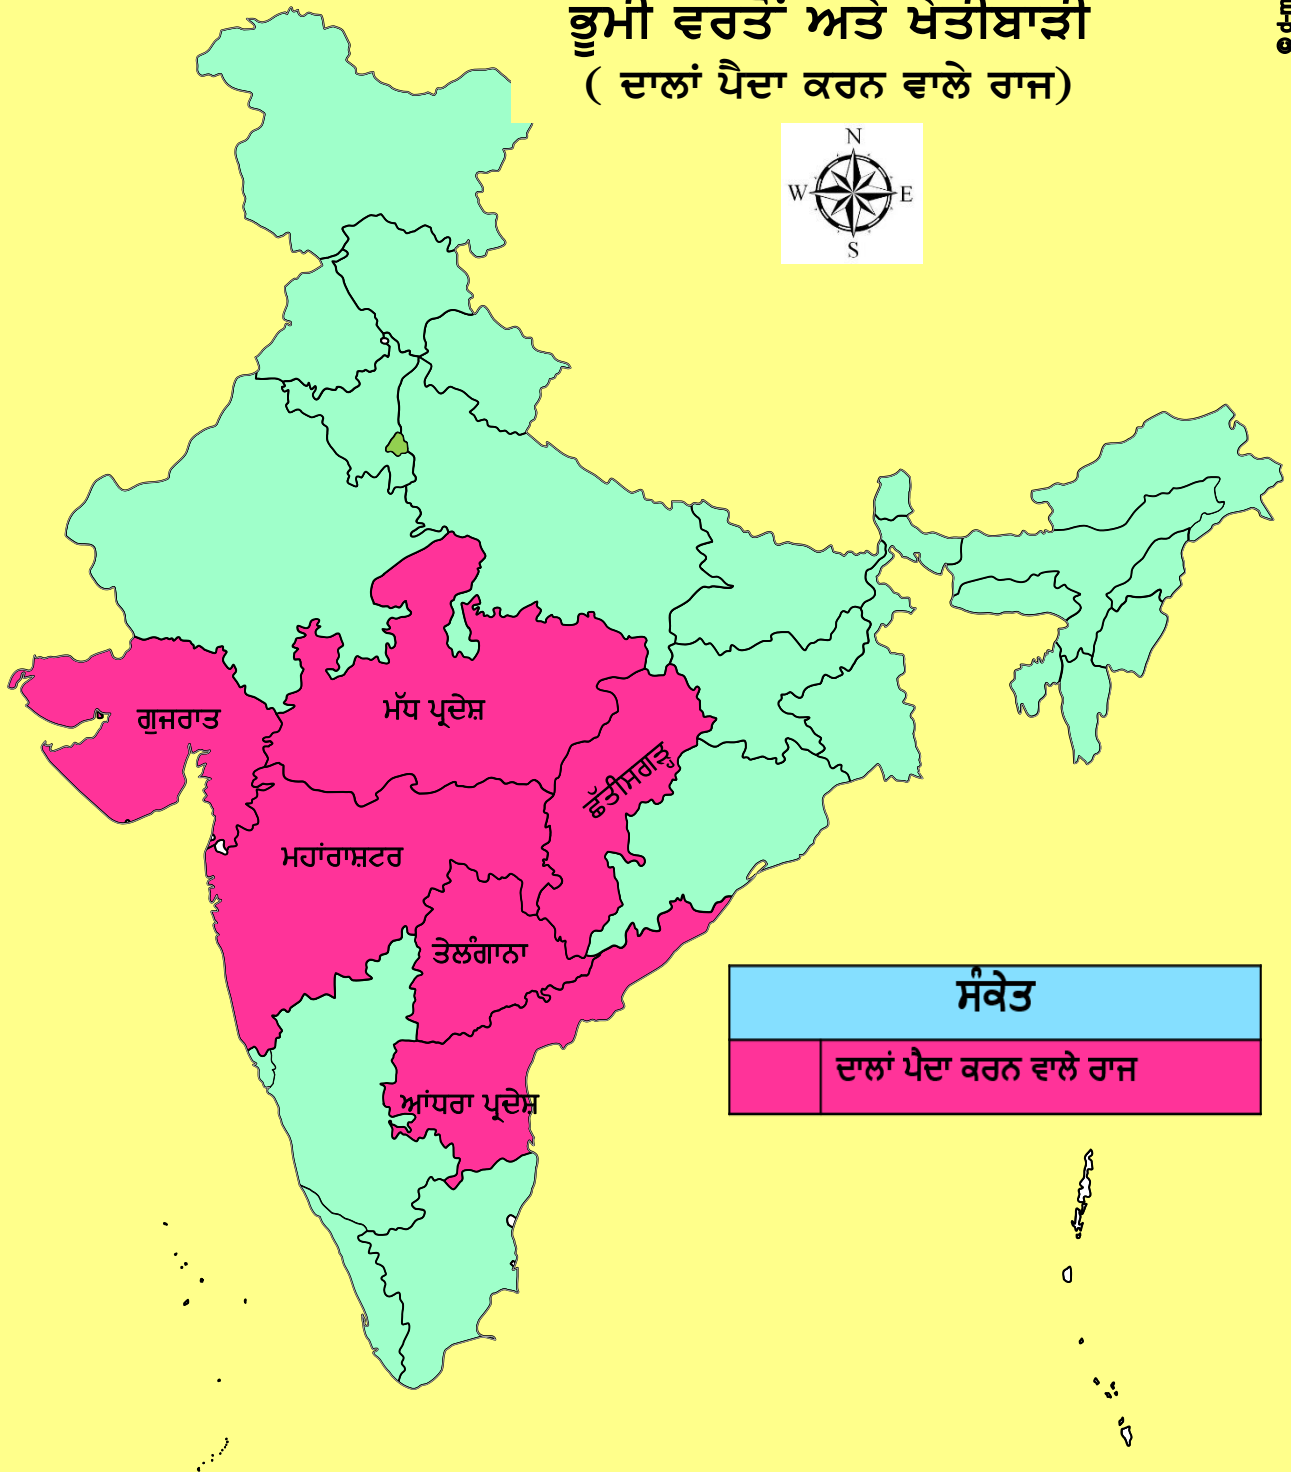 ਭੂਮੀ ਵਰਤੋਂ ਅਤੇ ਖੇਤੀਬਾੜੀ
( ਦਾਲਾਂ ਪੈਦਾ ਕਰਨ ਵਾਲੇ ਰਾਜ)
N
W E
S
ਗੁਜਰਾਤ
ਮੱਧ ਪ੍ਰਦੇਸ਼
ਛੱਤੀਸਗੜ੍ਹ
ਮਹਾਂਰਾਸ਼ਟਰ
ਤੇਲੰਗਾਨਾ
ਆਂਧਰਾ ਪ੍ਰਦੇਸ਼
ਸੰਕੇਤ
ਦਾਲਾਂ ਪੈਦਾ ਕਰਨ ਵਾਲੇ ਰਾਜ